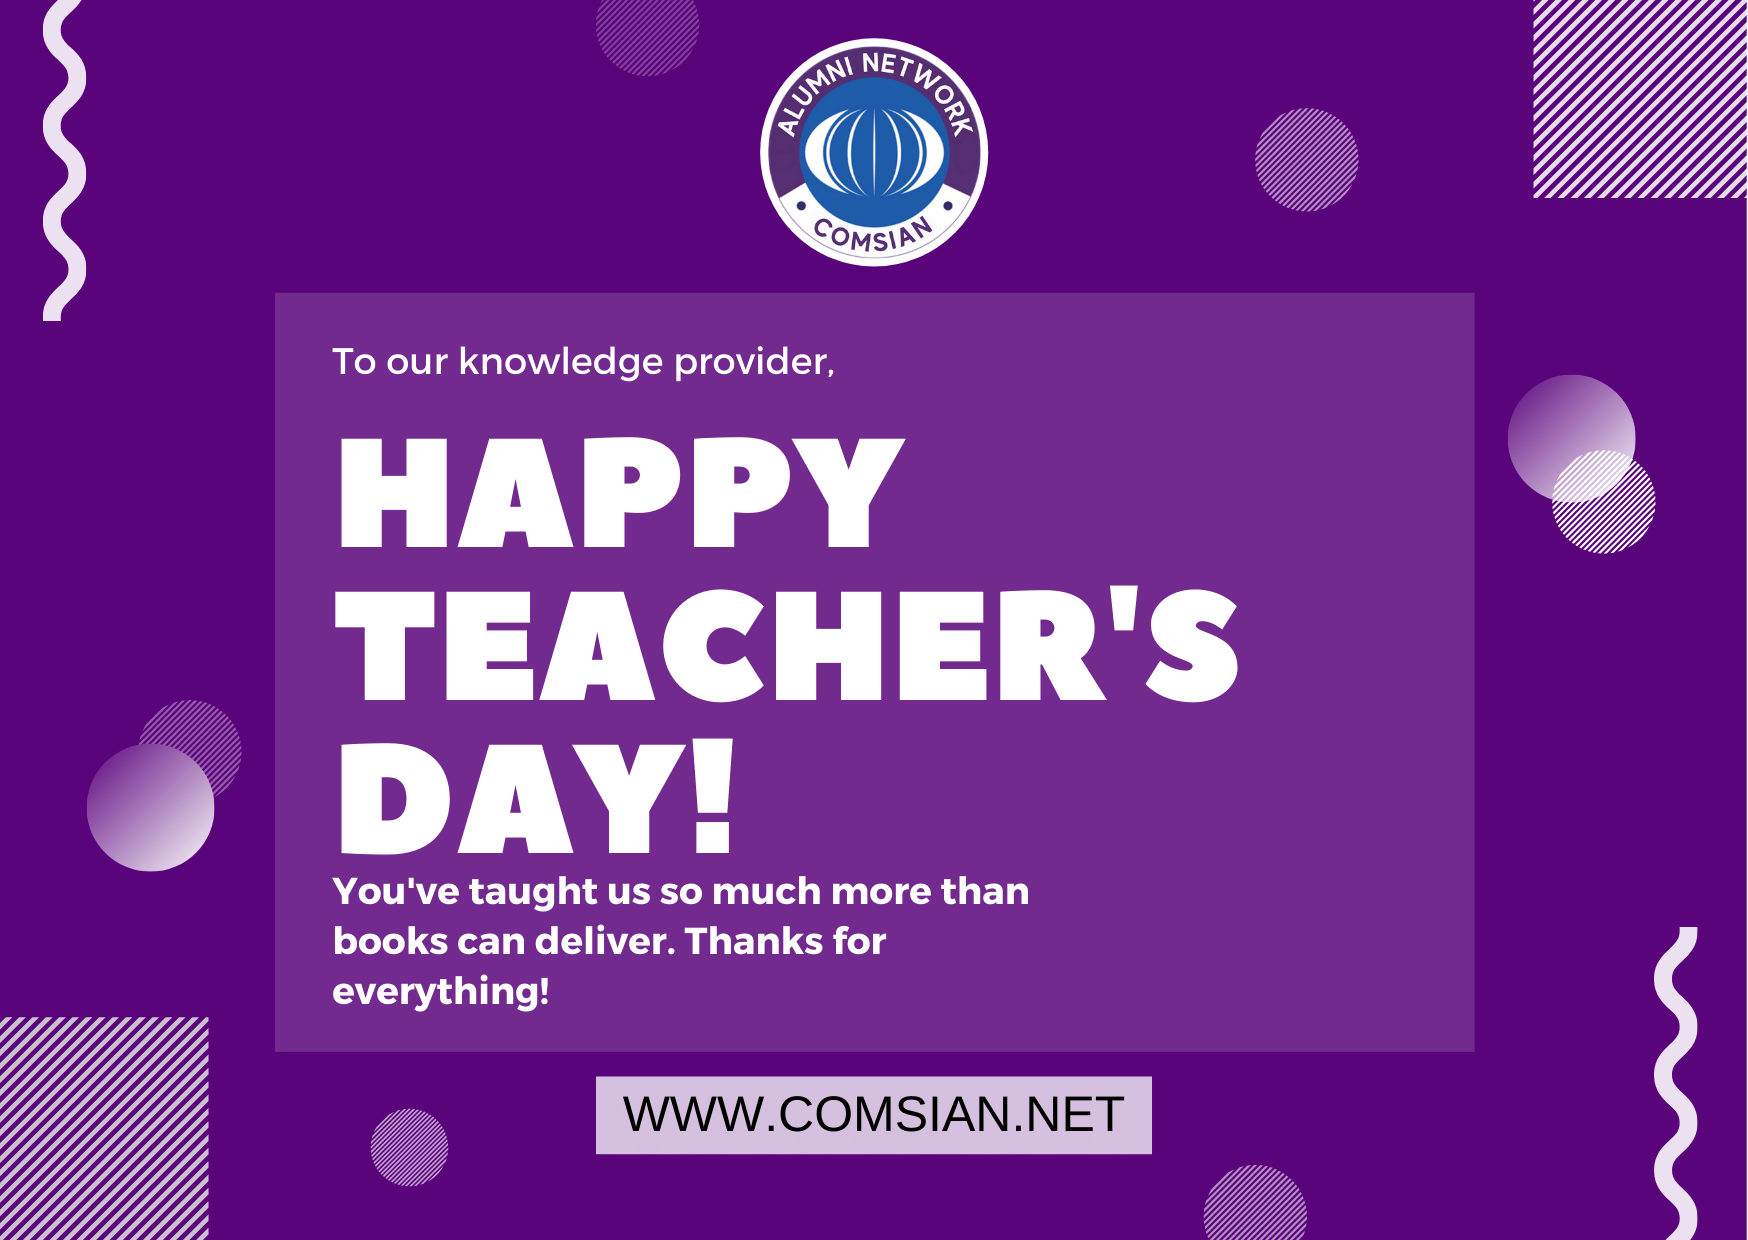 ALUMNI NETWORK
COMSIAN
To our knowledge provider,
HAPPY
TEACHER'S
DAY!
You've taught us so much more than
books can deliver. Thanks for
everything!
WWW.COMSIAN.NET